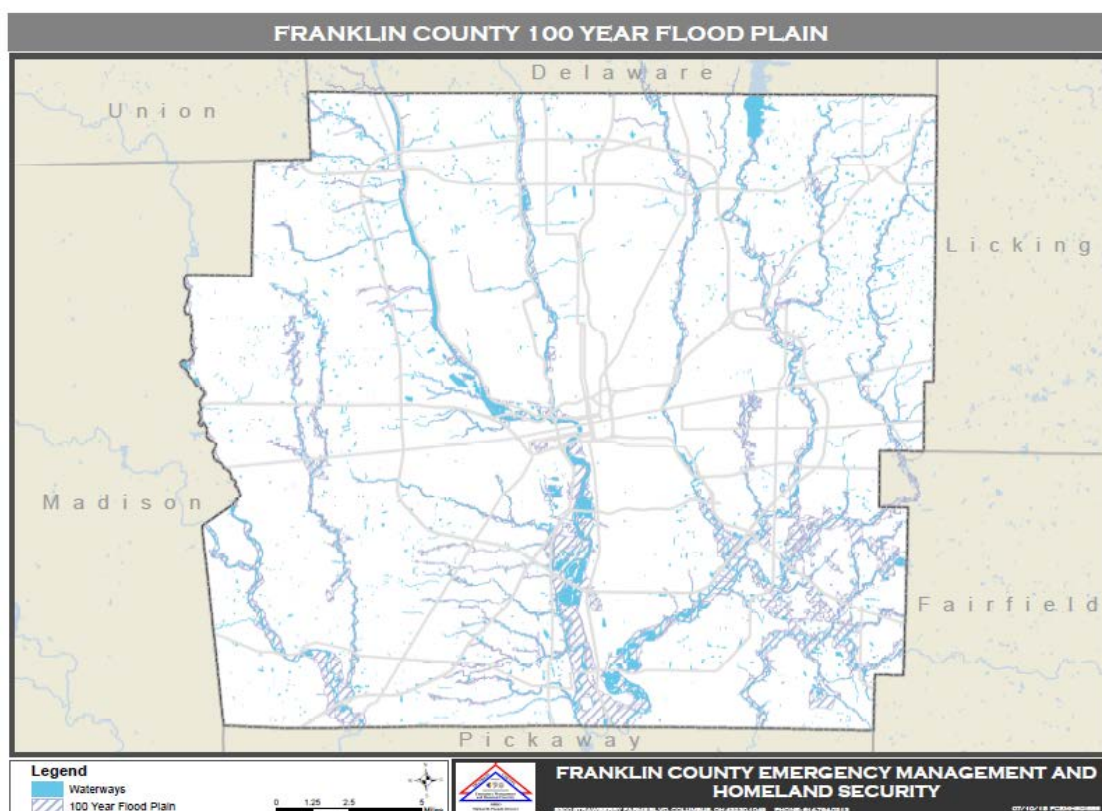 FRANKLIN COUNTY 100 YEAR FLOOD PLAIN
Delaware
Union
Licking
Madison
Fairfield
Pickaway
Legend
Waterways
100 Year Flood Plain
0 1.25 2.5 5
Miles
FRANKLIN COUNTY EMERGENCY MANAGEMENT AND
HOMELAND SECURITY